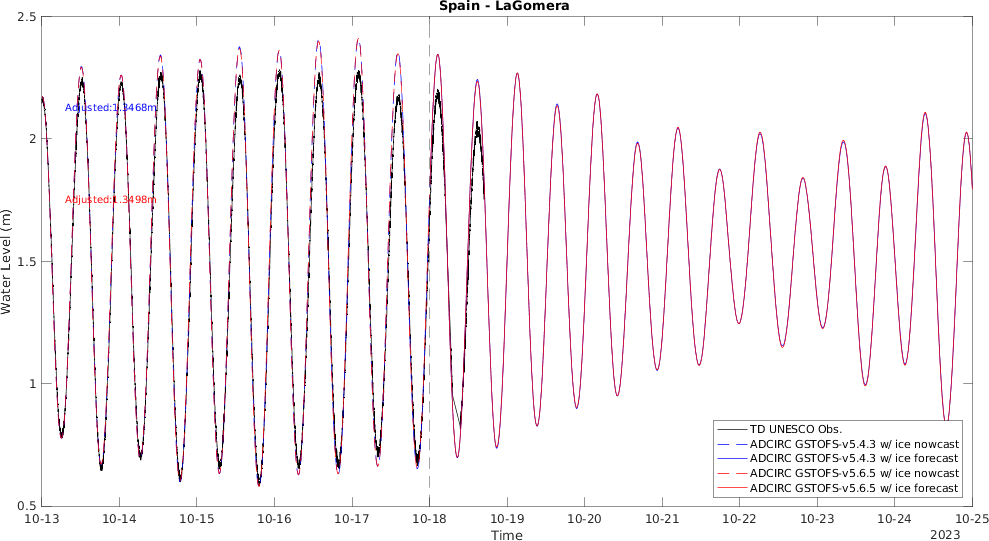 Spain - LaGomera
2.5
2
1.5
1
0.5
Water Level (m)
Adjusted:1.3468m
Adjusted:1.3498m
TD UNESCO Obs.
ADCIRC GSTOFS-v5.4.3 w/ ice nowcast
ADCIRC GSTOFS-v5.4.3 w/ ice forecast
ADCIRC GSTOFS-v5.6.5 w/ ice nowcast
ADCIRC GSTOFS-v5.6.5 w/ ice forecast
10-13 10-14 10-15 10-16 10-17 10-18 10-19 10-20 10-21 10-22 10-23 10-24 10-25
Time
2023